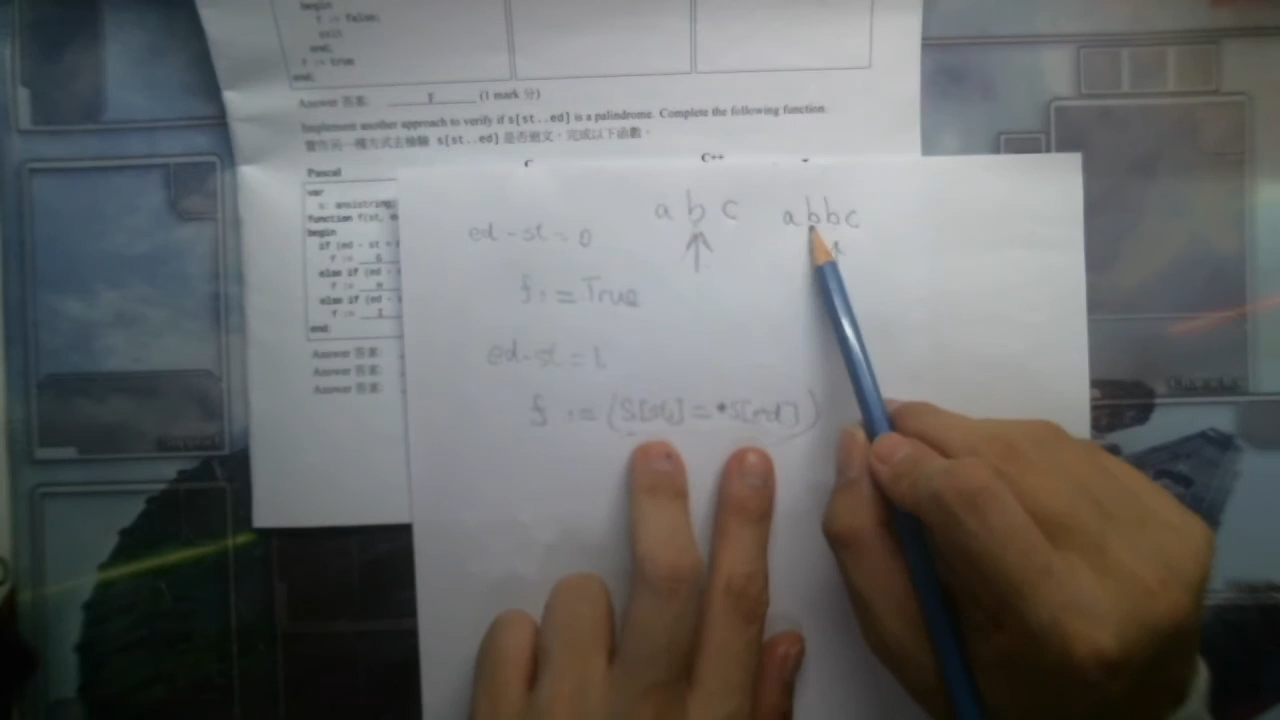 begin
f := false;
exit
end;
f := true
end;
Answer 答案: (1 mark 分)
Implement another approach to verify if s[st..ed] is a palindrome. Complete the following function.
實作另一種方式去檢驗 s[st..ed] 是否迴文。完成以下函數。
Pascal C C++
var
s: ansistring;
function f(st,
begin
if (ed - st =
f := G
else if (ed -
f := H
else if (ed -
f := I
end;
Answer 答案:
Answer 答案:
Answer 答案:
a b c abbc
ed-st = 0
f := True
ed-st = 1
f := (S[st] = S[ed])